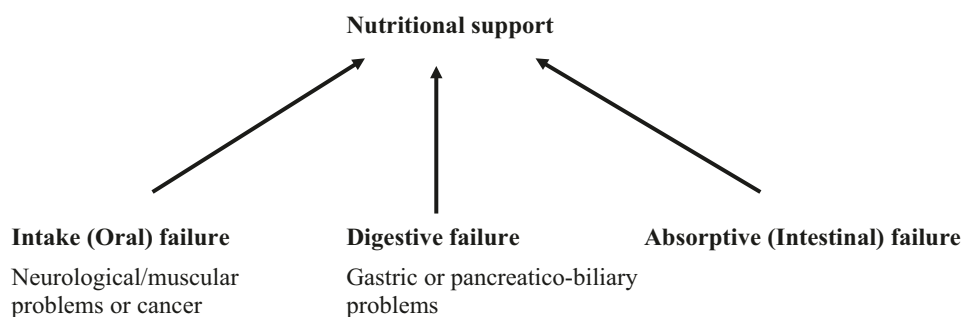 Nutritional support
Intake (Oral) failure
Neurological/muscular
problems or cancer
Digestive failure
Gastric or pancreatico-biliary
problems
Absorptive (Intestinal) failure